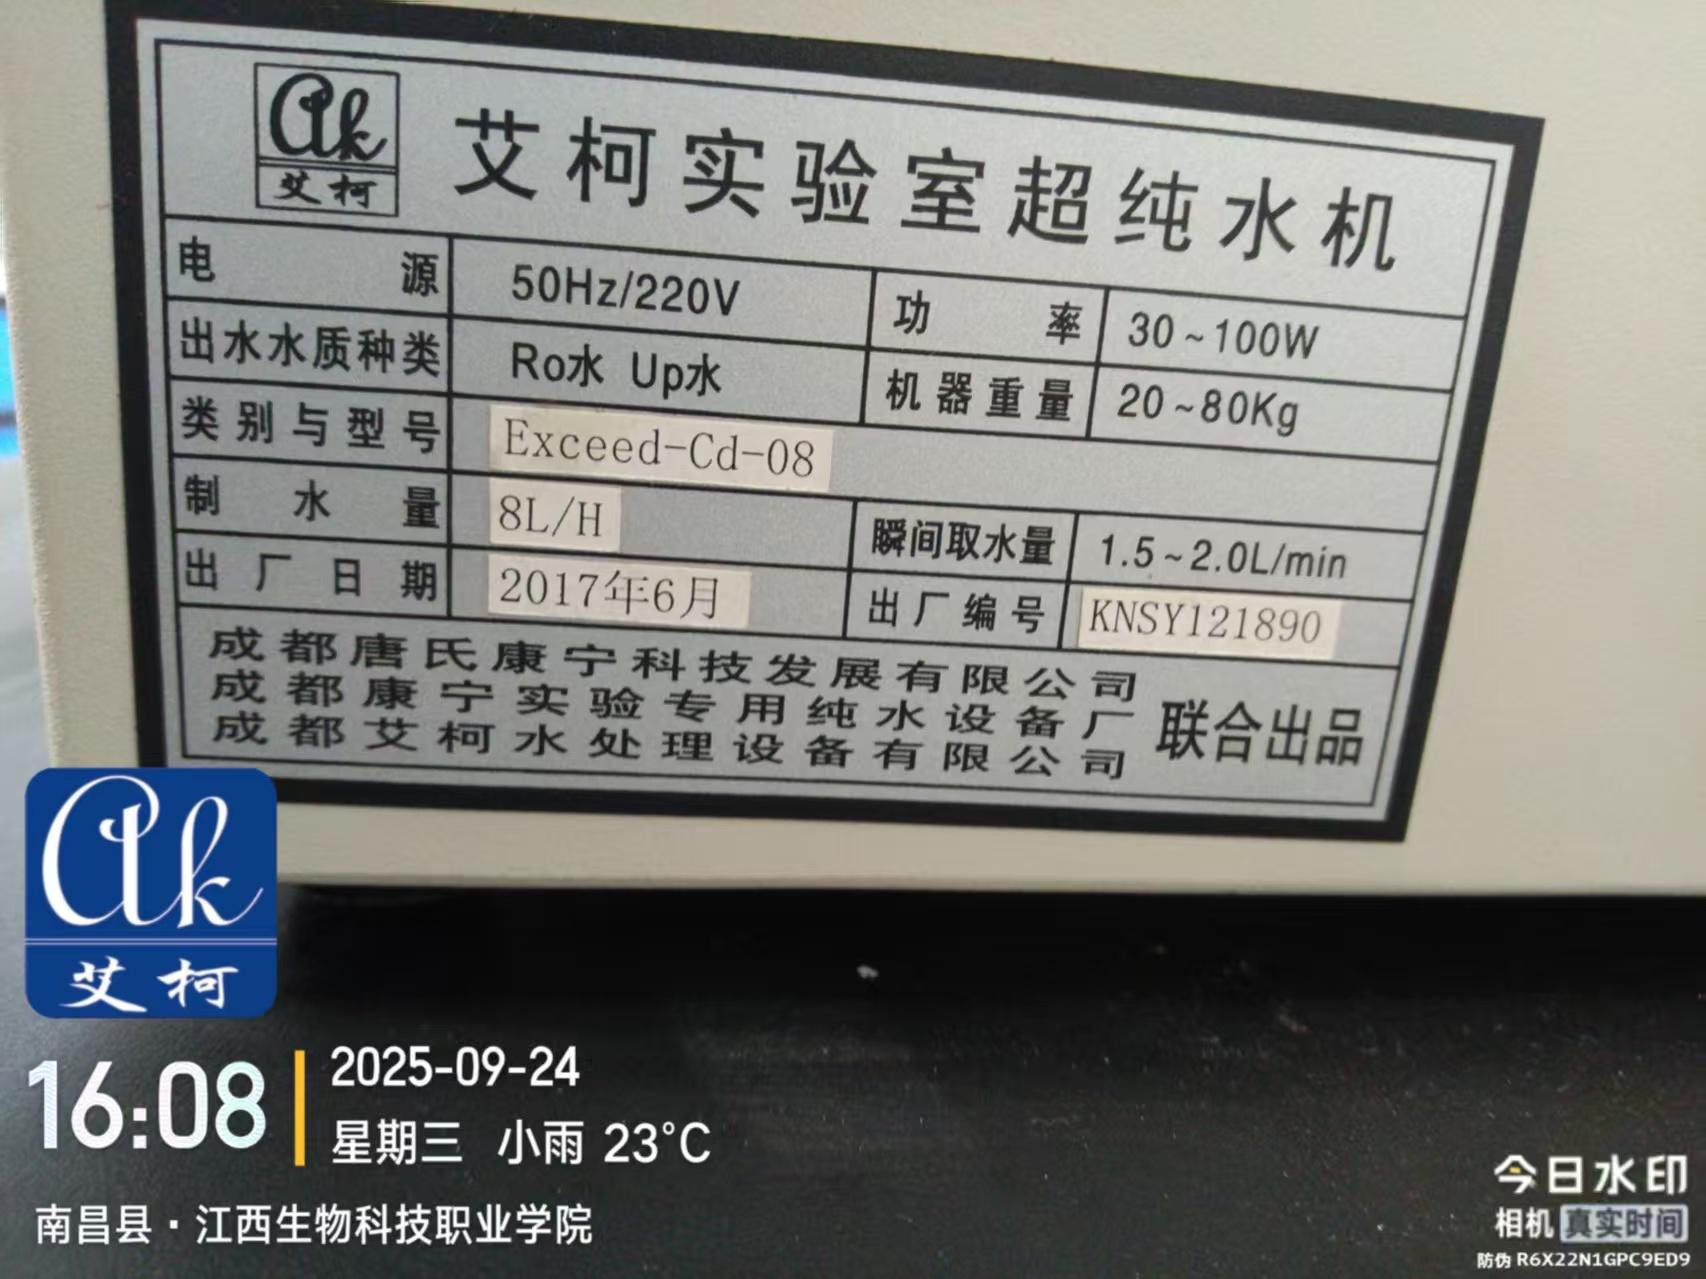 Ak
艾柯
艾柯实验室超纯水机
电源 50Hz/220V 功率 30~100W
出水水质种类 Ro水 Up水 机器重量 20~80Kg
类别与型号 Exceed-Cd-08
制水量 8L/H 瞬间取水量 1.5~2.0L/min
出厂日期 2017年6月 出厂编号 KNSY121890
成都唐氏康宁科技发展有限公司
成都康宁实验专用纯水设备厂 联合出品
成都艾柯水处理设备有限公司
Ak
艾柯
16:08
2025-09-24
星期三 小雨 23°C
南昌县·江西生物科技职业学院
今日水印
相机 真实时间
防伪 R6X22N1GPC9ED9